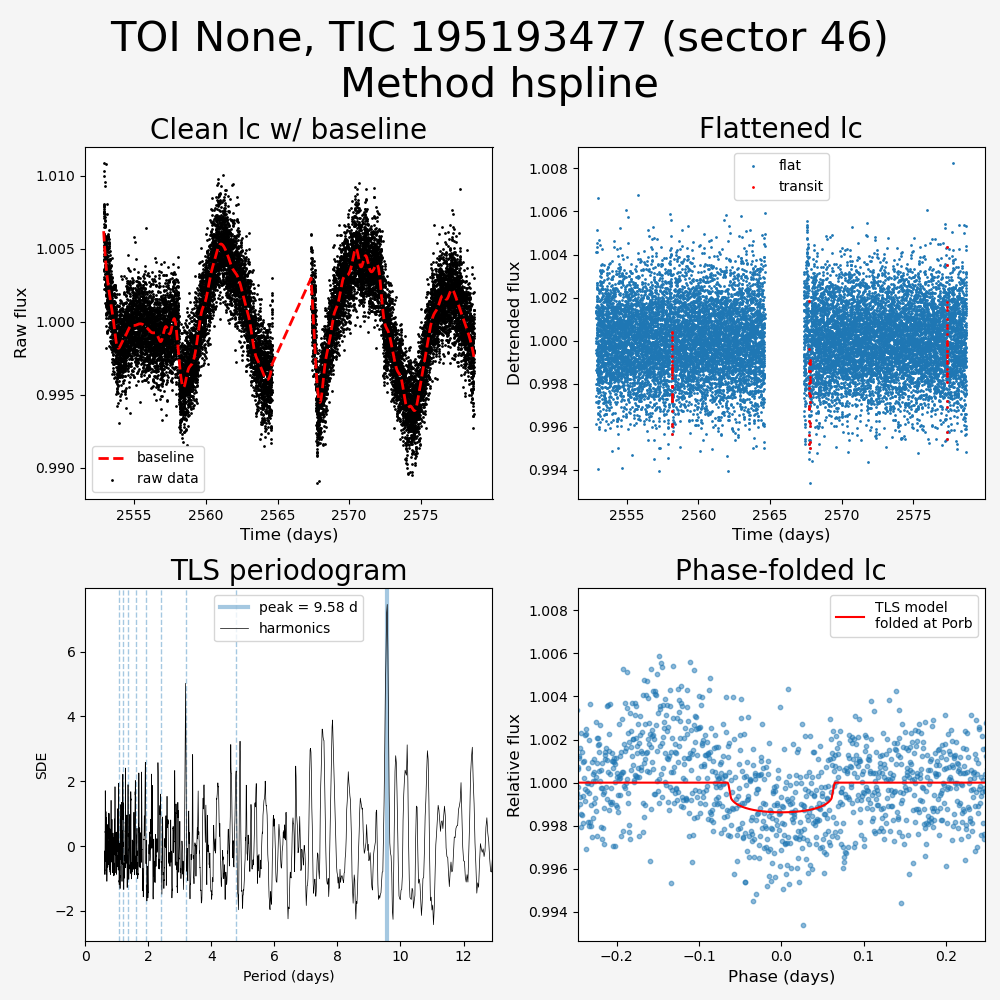 TOI None, TIC 195193477 (sector 46)
Method hspline
Clean lc w/ baseline
Raw flux
1.010
1.005
1.000
0.995
0.990
baseline
raw data
2555
2560
2565
2570
2575
Time (days)
Flattened lc
Detrended flux
1.008
1.006
1.004
1.002
1.000
0.998
0.996
0.994
flat
transit
2555
2560
2565
2570
2575
Time (days)
TLS periodogram
SDE
6
4
2
0
−2
peak = 9.58 d
harmonics
0
2
4
6
8
10
12
Period (days)
Phase-folded lc
Relative flux
1.008
1.006
1.004
1.002
1.000
0.998
0.996
0.994
TLS model
folded at Porb
−0.2
−0.1
0.0
0.1
0.2
Phase (days)